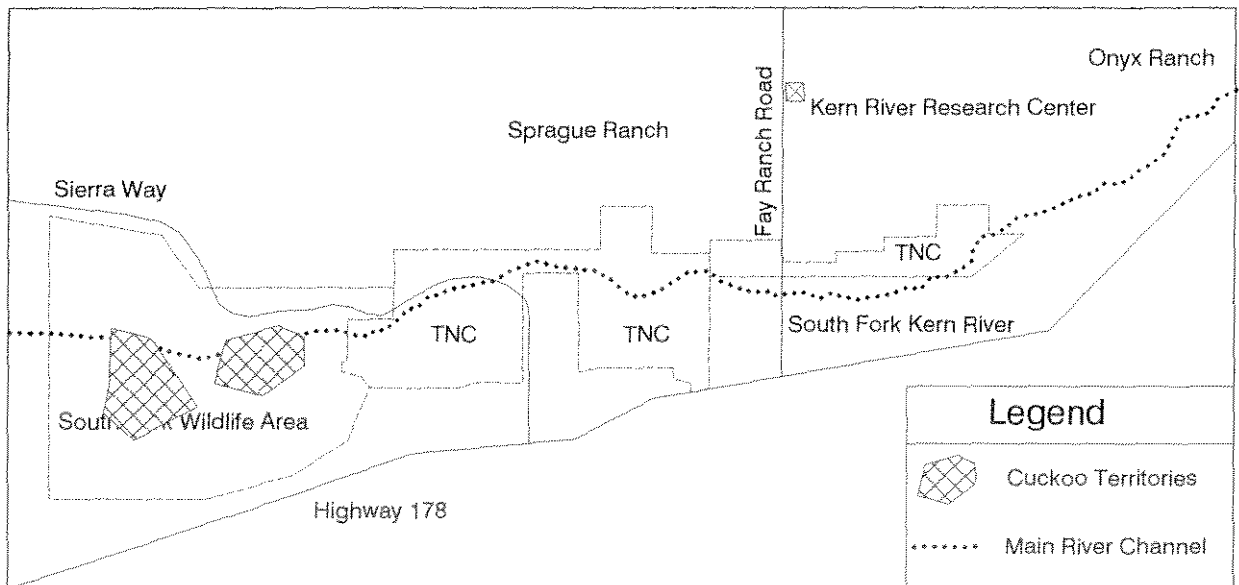 Onyx Ranch
Fay Ranch Road
Kern River Research Center
Sprague Ranch
Sierra Way
TNC
TNC
TNC
South Fork Kern River
South Wildlife Area
Highway 178
Legend
Cuckoo Territories
Main River Channel